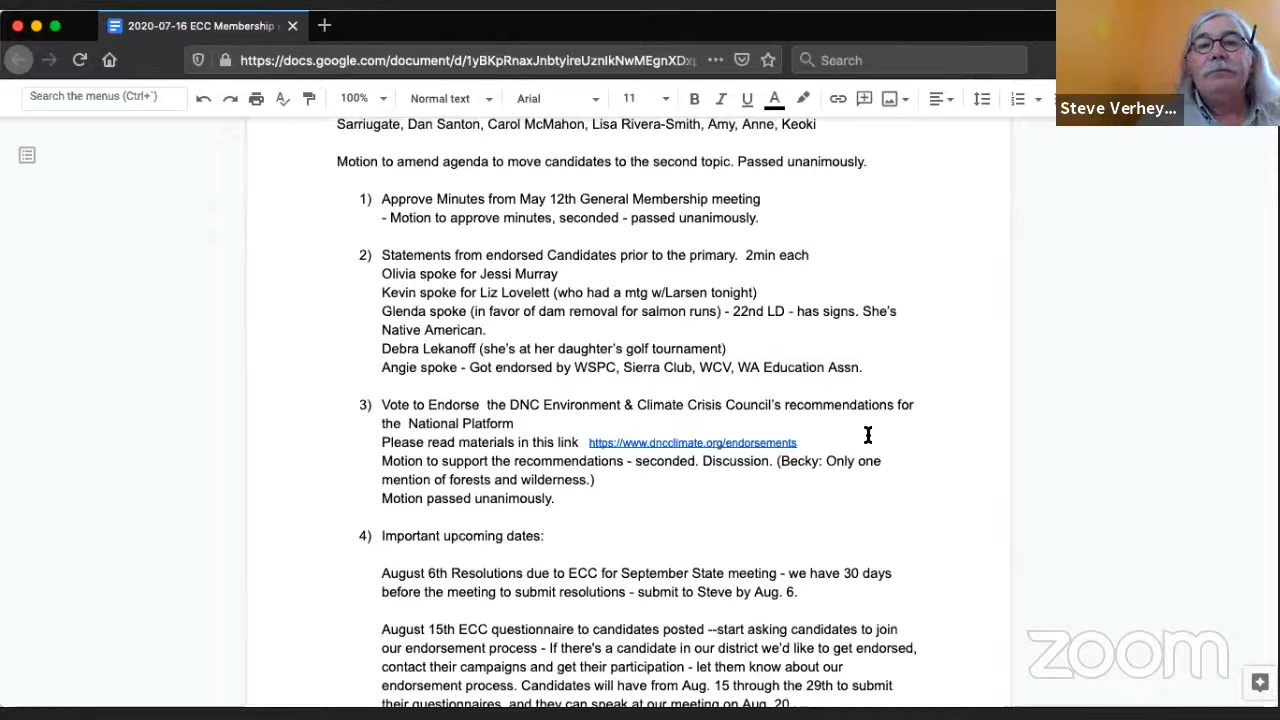 2020-07-16 ECC Membership
https://docs.google.com/document/d/1yBKpRnaxJnbtyireUznIkNwMEgnXDx
Search
Steve Verhey...
Search the menus (Ctrl+`)
100%
Normal text
Arial
11
B I U A
Sarriugate, Dan Santon, Carol McMahon, Lisa Rivera-Smith, Amy, Anne, Keoki
Motion to amend agenda to move candidates to the second topic. Passed unanimously.
1) Approve Minutes from May 12th General Membership meeting
- Motion to approve minutes, seconded - passed unanimously.
2) Statements from endorsed Candidates prior to the primary. 2min each
Olivia spoke for Jessi Murray
Kevin spoke for Liz Lovelett (who had a mtg w/Larsen tonight)
Glenda spoke (in favor of dam removal for salmon runs) - 22nd LD - has signs. She's
Native American.
Debra Lekanoff (she's at her daughter's golf tournament)
Angie spoke - Got endorsed by WSPC, Sierra Club, WCV, WA Education Assn.
3) Vote to Endorse the DNC Environment & Climate Crisis Council's recommendations for
the National Platform
Please read materials in this link https://www.dncclimate.org/endorsements
Motion to support the recommendations - seconded. Discussion. (Becky: Only one
mention of forests and wilderness.)
Motion passed unanimously.
4) Important upcoming dates:
August 6th Resolutions due to ECC for September State meeting - we have 30 days
before the meeting to submit resolutions - submit to Steve by Aug. 6.
August 15th ECC questionnaire to candidates posted --start asking candidates to join
our endorsement process - If there's a candidate in our district we'd like to get endorsed,
contact their campaigns and get their participation - let them know about our
endorsement process. Candidates will have from Aug. 15 through the 29th to submit
their questionnaires, and they can speak at our meeting on Aug. 20
zoom